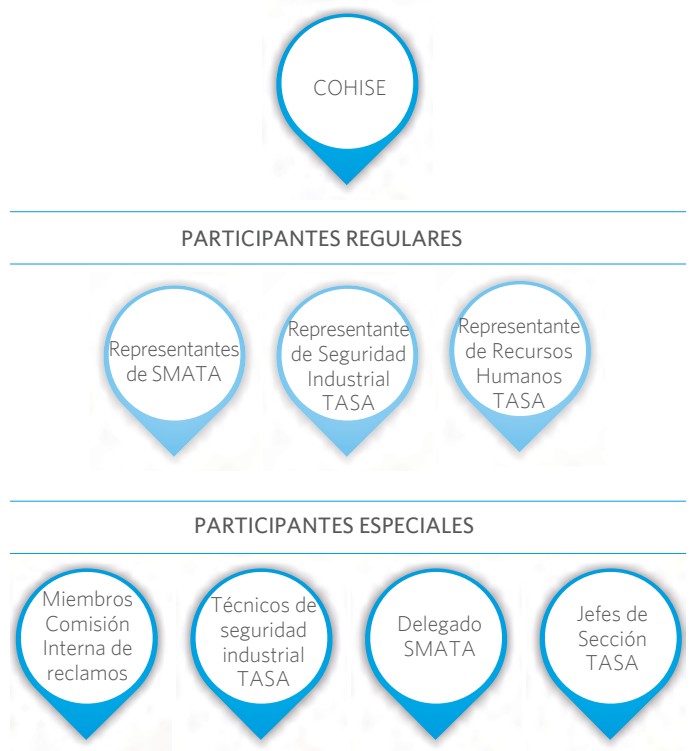 COHISE
PARTICIPANTES REGULARES
Representantes
de SMATA
Representante
de Seguridad
Industrial
TASA
Representante
de Recursos
Humanos
TASA
PARTICIPANTES ESPECIALES
Miembros
Comisión
Interna de
reclamos
Técnicos de
seguridad
industrial
TASA
Delegado
SMATA
Jefes de
Sección
TASA